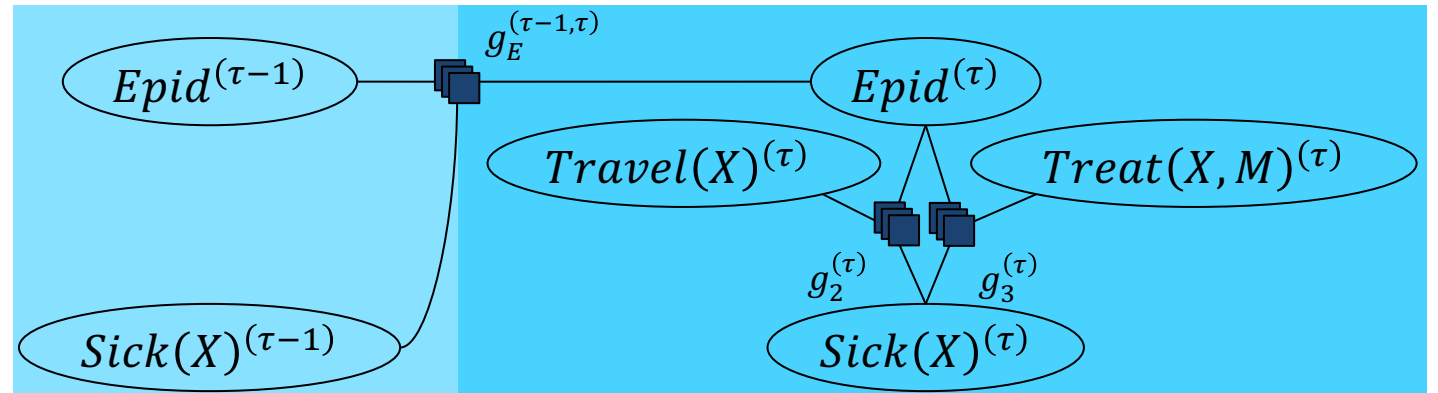 g_E^{(τ−1,τ)}
Epid^{(τ−1)}
Epid^{(τ)}
Travel(X)^{(τ)}
Treat(X, M)^{(τ)}
g_2^{(τ)}
g_3^{(τ)}
Sick(X)^{(τ−1)}
Sick(X)^{(τ)}